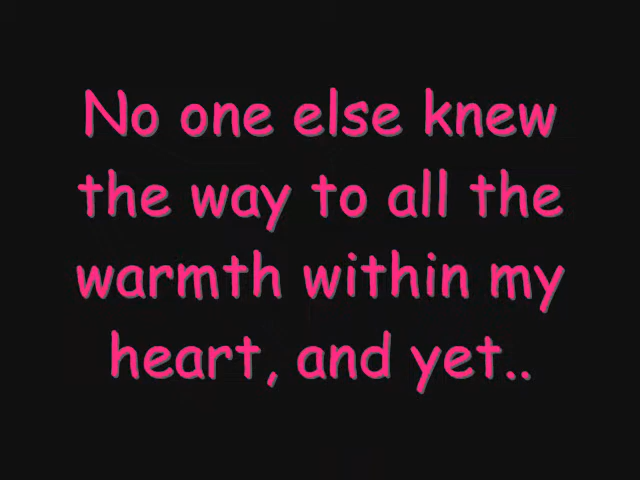 No one else knew
the way to all the
warmth within my
heart, and yet..